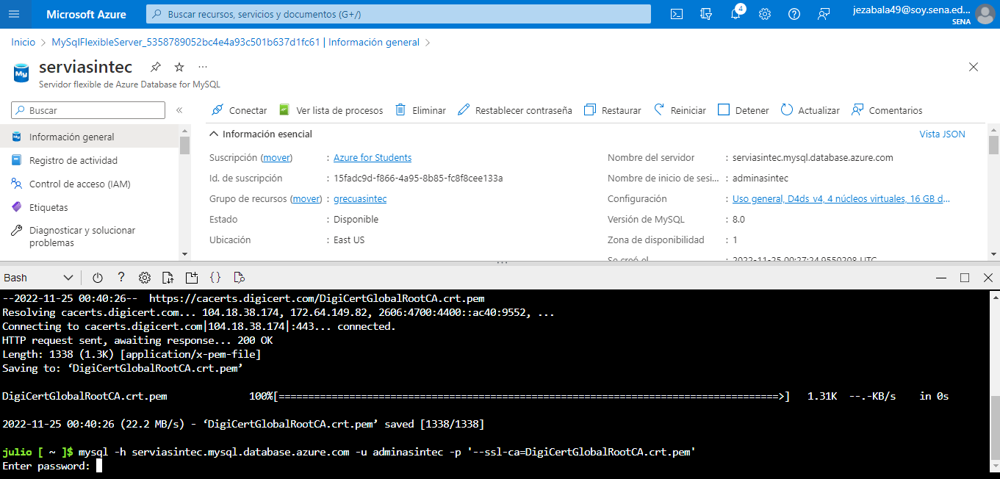 Microsoft Azure
Buscar recursos, servicios y documentos (G+/)
4
jezabala49@soy.sena.ed...
SENA
Inicio > MySqlFlexibleServer_5358789052bc4e4a93c501b637d1fc61 | Información general >
My
serviasintec
Servidor flexible de Azure Database for MySQL
Buscar
Conectar Ver lista de procesos Eliminar Restablecer contraseña Restaurar Reiniciar Detener Actualizar Comentarios
Información general
Registro de actividad
Control de acceso (IAM)
Etiquetas
Diagnosticar y solucionar
problemas
Información esencial
Vista JSON
Suscripción (mover) : Azure for Students
Id. de suscripción : 15fadc9d-f866-4a95-8b85-fc8f8cee133a
Grupo de recursos (mover) : grecuasintec
Estado : Disponible
Ubicación : East US
Nombre del servidor : serviasintec.mysql.database.azure.com
Nombre de inicio de sesi... : adminasintec
Configuración : Uso general, D4ds_v4, 4 núcleos virtuales, 16 GB d...
Versión de MySQL : 8.0
Zona de disponibilidad : 1
Se creó el : 2022-11-25 00:27:24.9550208 UTC
Bash
--2022-11-25 00:40:26-- https://cacerts.digicert.com/DigiCertGlobalRootCA.crt.pem
Resolving cacerts.digicert.com... 104.18.38.174, 172.64.149.82, 2606:4700:4400::ac40:9552, ...
Connecting to cacerts.digicert.com|104.18.38.174|:443... connected.
HTTP request sent, awaiting response... 200 OK
Length: 1338 (1.3K) [application/x-pem-file]
Saving to: ‘DigiCertGlobalRootCA.crt.pem’
DigiCertGlobalRootCA.crt.pem 100%[=====================================================================================>] 1.31K --.-KB/s in 0s
2022-11-25 00:40:26 (22.2 MB/s) - ‘DigiCertGlobalRootCA.crt.pem’ saved [1338/1338]
julio [ ~ ]$ mysql -h serviasintec.mysql.database.azure.com -u adminasintec -p '--ssl-ca=DigiCertGlobalRootCA.crt.pem'
Enter password: